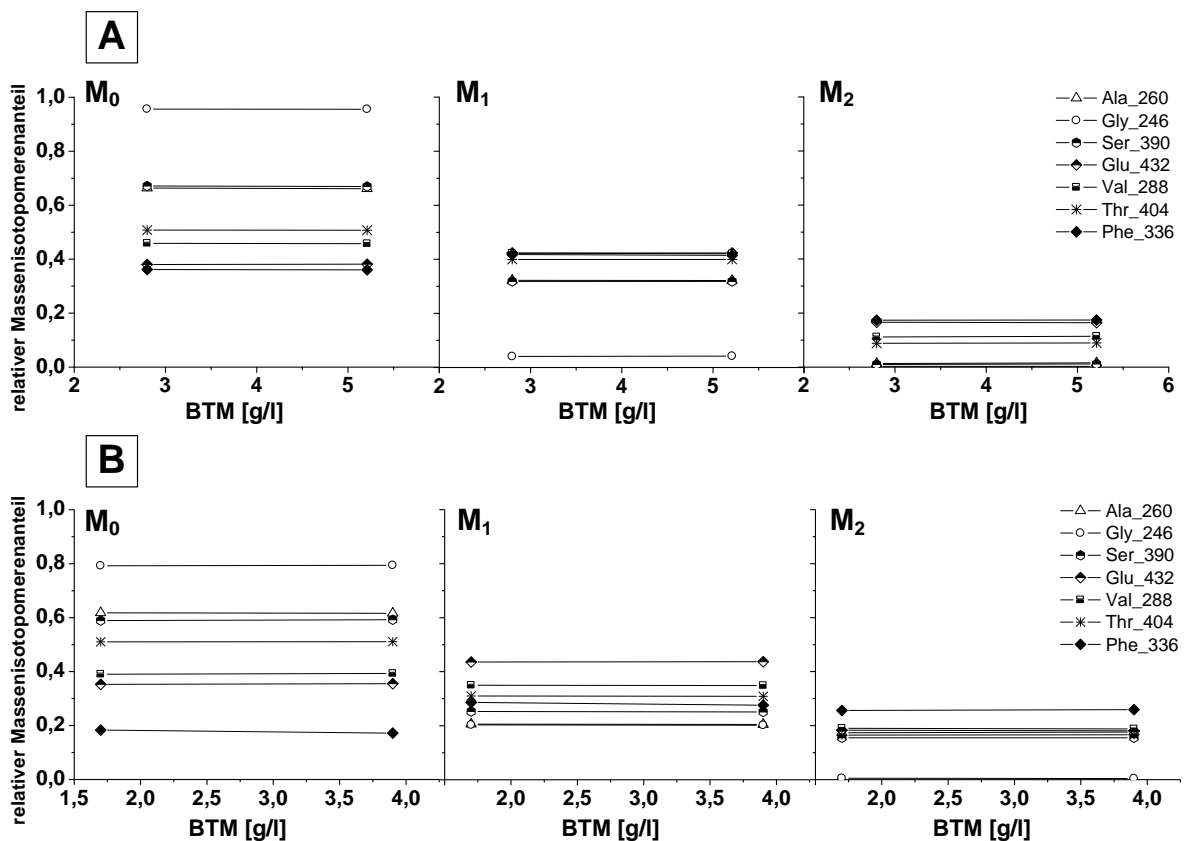 A
M₀
M₁
M₂
relativer Massenisotopomerenanteil
1,0
0,8
0,6
0,4
0,2
0,0
2 3 4 5 2 3 4 5 2 3 4 5 6
BTM [g/l] BTM [g/l] BTM [g/l]
Ala_260
Gly_246
Ser_390
Glu_432
Val_288
Thr_404
Phe_336
B
M₀
M₁
M₂
relativer Massenisotopomerenanteil
1,0
0,8
0,6
0,4
0,2
0,0
1,5 2,0 2,5 3,0 3,5 4,0 2,0 2,5 3,0 3,5 4,0 2,0 2,5 3,0 3,5 4,0
BTM [g/l] BTM [g/l] BTM [g/l]
Ala_260
Gly_246
Ser_390
Glu_432
Val_288
Thr_404
Phe_336